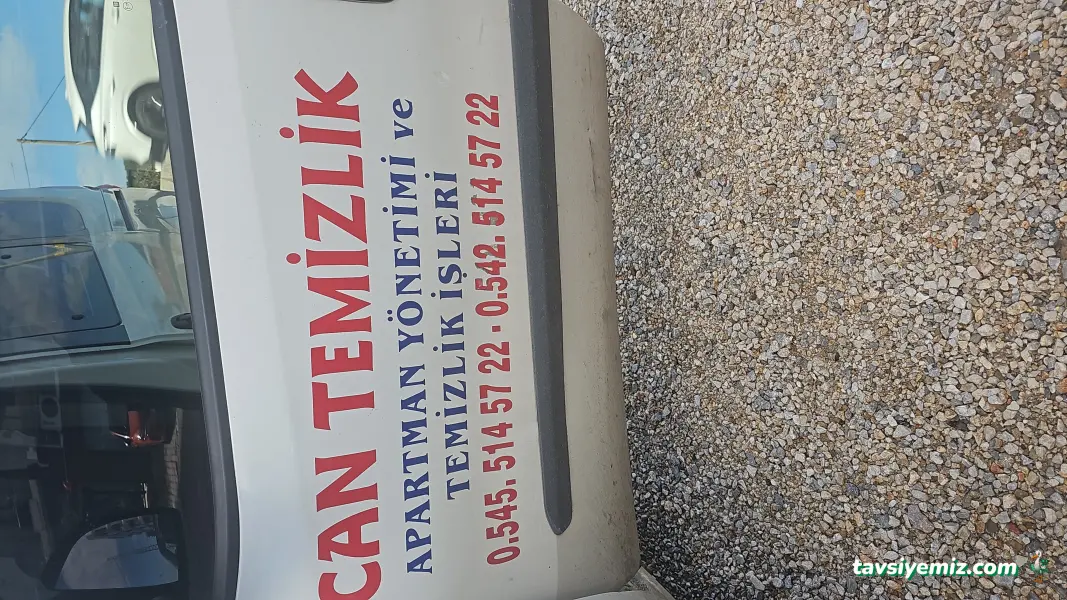 CAN TEMİZLİK
APARTMAN YÖNETİMİ ve
TEMİZLİK İŞLERİ
0.545. 514 57 22 - 0.542. 514 57 22
tavsiyemiz.com